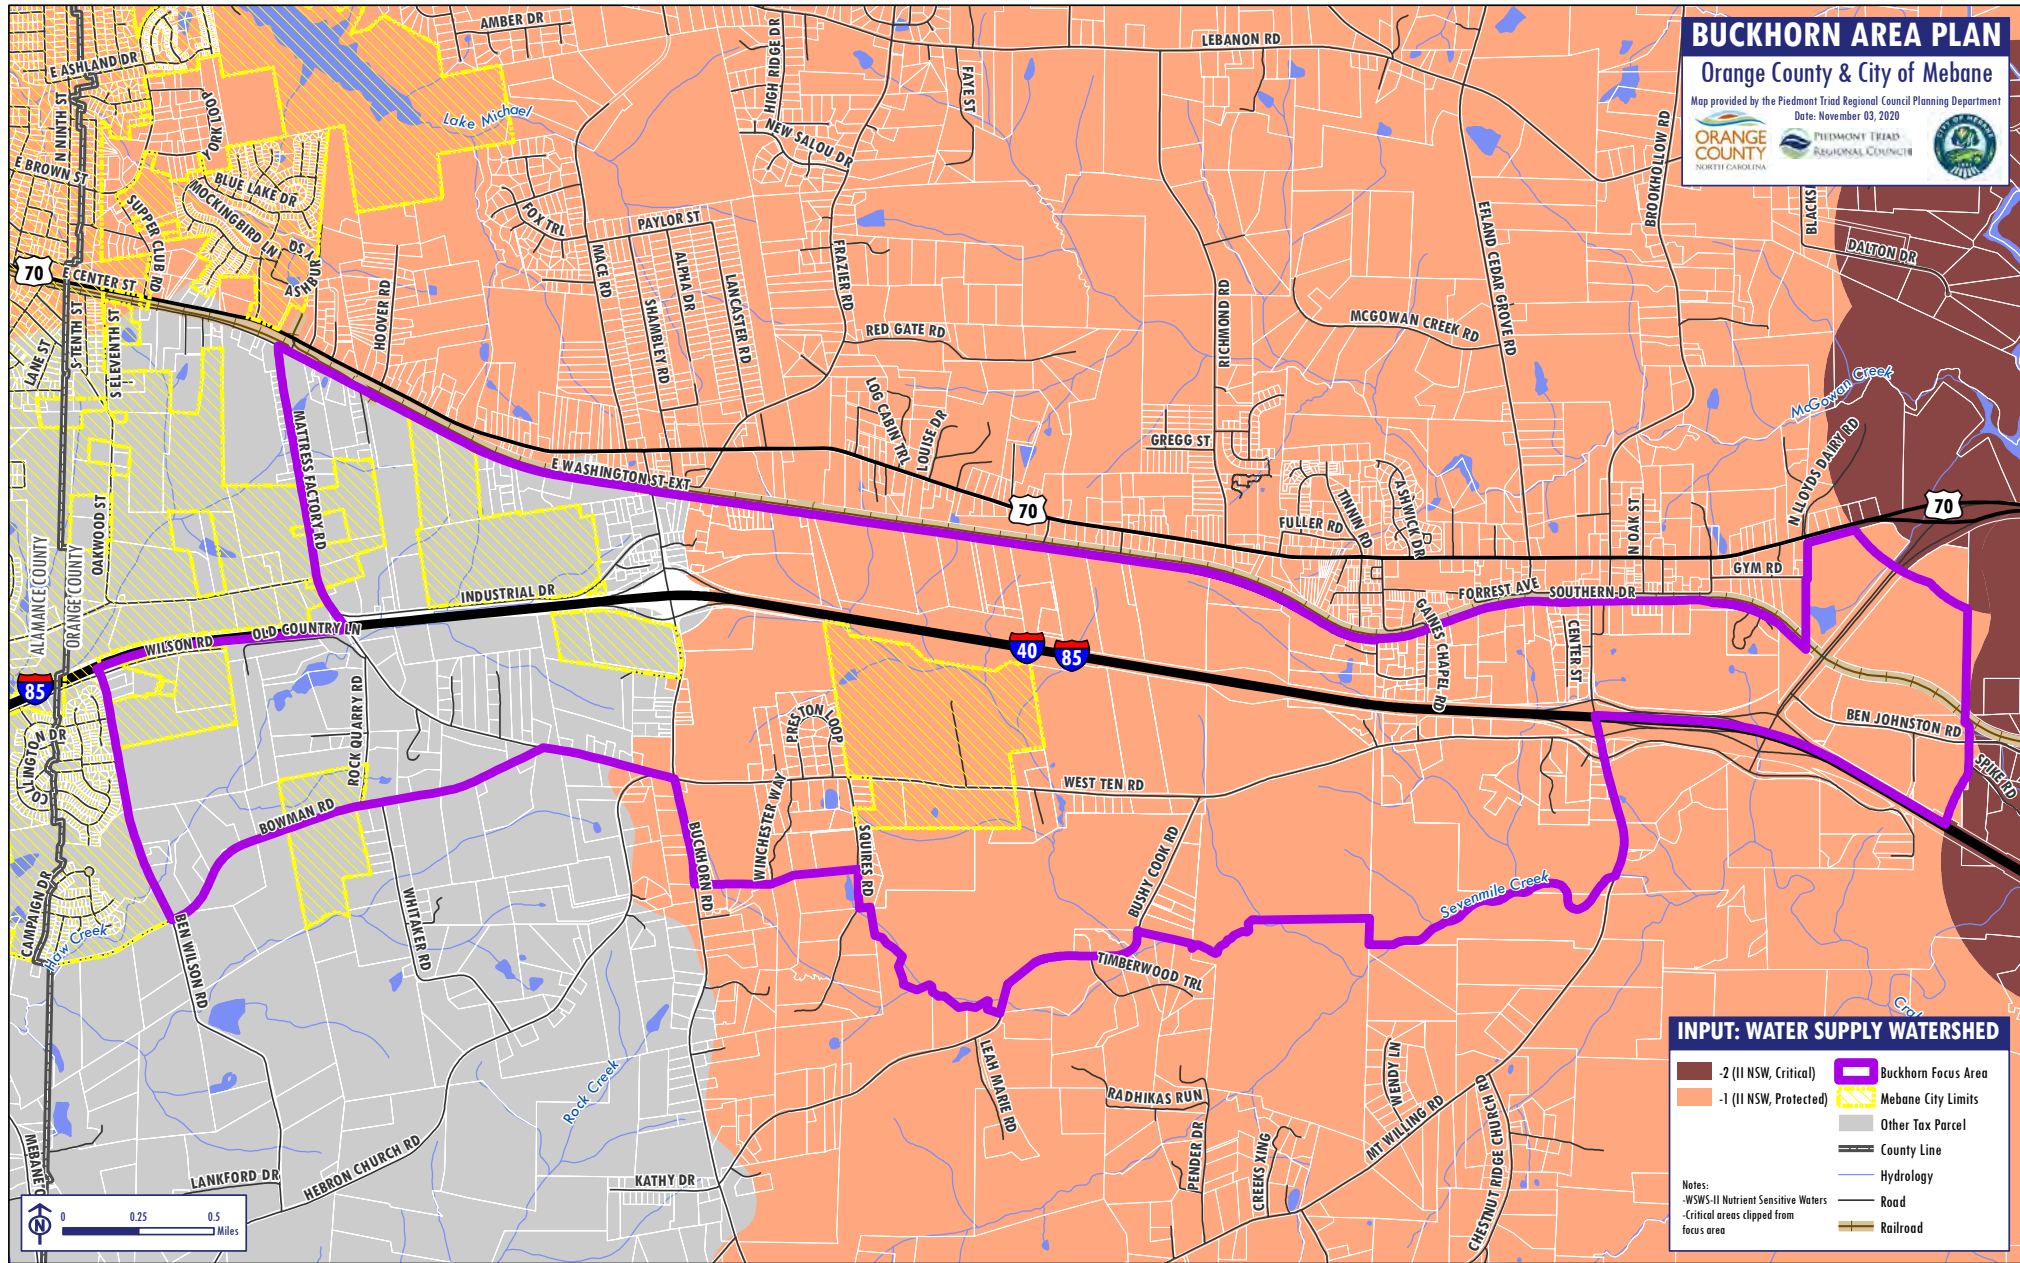 BUCKHORN AREA PLAN
Orange County & City of Mebane
Map provided by the Piedmont Triad Regional Council Planning Department
Date: November 03, 2020
ORANGE
COUNTY
NORTH CAROLINA
PIEDMONT TRIAD
REGIONAL COUNCIL
CITY OF MEBANE
AMBER DR
LEBANON RD
E ASHLAND DR
N NINTH ST
YORK LOOP
HIGH RIDGE DR
FAYE ST
Lake Michael
NEW SALOU DR
BROOKHOLLOW RD
E BROWN ST
BLUE LAKE DR
MOCKINGBIRD LN
SUPPER CLUB RD
FOX TRL
PAYLOR ST
EFLAND CEDAR GROVE RD
DALTON DR
70
E CENTER ST
MACE RD
ALPHA DR
LANCASTER RD
SHAMBLEY RD
FRAZIER RD
HOOVER RD
RED GATE RD
RICHMOND RD
MCGOWAN CREEK RD
LANE ST
S TENTH ST
S ELEVENTH ST
McGowan Creek
LOG CABIN TRL
LOUISE DR
MATTRESS FACTORY RD
GREGG ST
N LLOYDS DAIRY RD
E WASHINGTON ST EXT
70
70
OAKWOOD ST
FULLER RD
TINNIN RD
ASHWICK DR
N OAK ST
ALAMANCE COUNTY
ORANGE COUNTY
GYM RD
INDUSTRIAL DR
FORREST AVE
SOUTHERN DR
GAINES CHAPEL RD
CENTER ST
WILSON RD
OLD COUNTRY LN
40
85
85
ROCK QUARRY RD
PRESTON LOOP
BEN JOHNSTON RD
SPIKE RD
WEST TEN RD
BOWMAN RD
BUCKHORN RD
WINCHESTER WAY
SQUIRES RD
BUSHY COOK RD
Sevenmile Creek
CAMPAIGN DR
Haw Creek
BEN WILSON RD
WHITAKER RD
TIMBERWOOD TRL
Rock Creek
LEAH MARIE RD
RADHIKAS RUN
WENDY LN
MT WILLING RD
CHESTNUT RIDGE CHURCH RD
PENDER DR
CREEKS XING
LANKFORD DR
HEBRON CHURCH RD
KATHY DR
N
0
0.25
0.5
Miles
INPUT: WATER SUPPLY WATERSHED
-2 (II NSW, Critical)
-1 (II NSW, Protected)
Buckhorn Focus Area
Mebane City Limits
Other Tax Parcel
County Line
Hydrology
Road
Railroad
Notes:
-WSWS-II Nutrient Sensitive Waters
-Critical areas clipped from
focus area